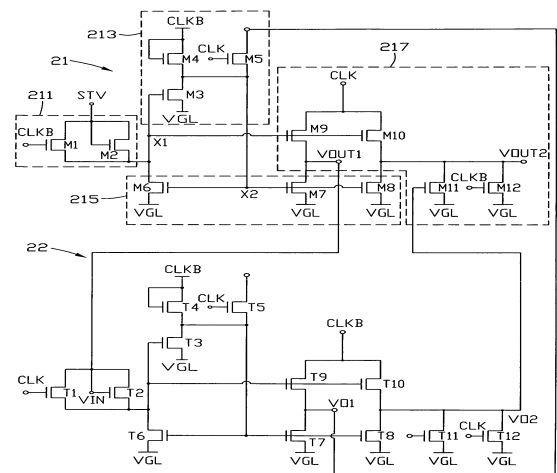 213
CLKB
217
21
M4
CLK
M5
211
STV
M3
CLK
VGL
CLKB
M1
M2
X1
M9
M10
VOUT1
VOUT2
M6
X2
M7
M8
M11
CLKB
M12
215
VGL
VGL
VGL
VGL
VGL
22
CLKB
T4
CLK
T5
CLKB
T3
VGL
CLK
T1
VIN
T2
T9
T10
VO1
VO2
T6
T7
T8
T11
CLK
T12
VGL
VGL
VGL
VGL
VGL